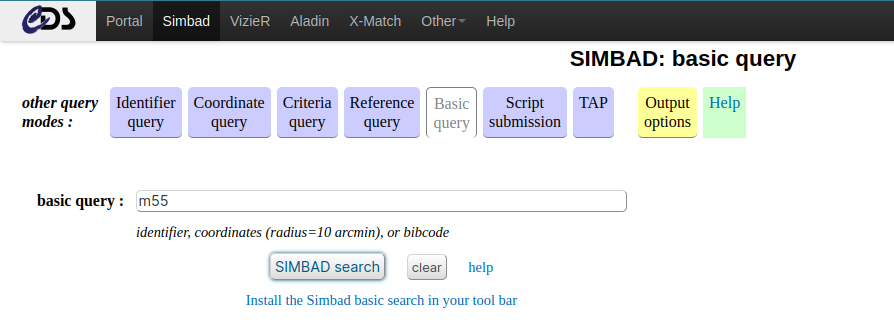 CDS Portal Simbad VizieR Aladin X-Match Other Help
SIMBAD: basic query
other query modes :
Identifier query
Coordinate query
Criteria query
Reference query
Basic query
Script submission
TAP
Output options
Help
basic query : m55
identifier, coordinates (radius=10 arcmin), or bibcode
SIMBAD search clear help
Install the Simbad basic search in your tool bar